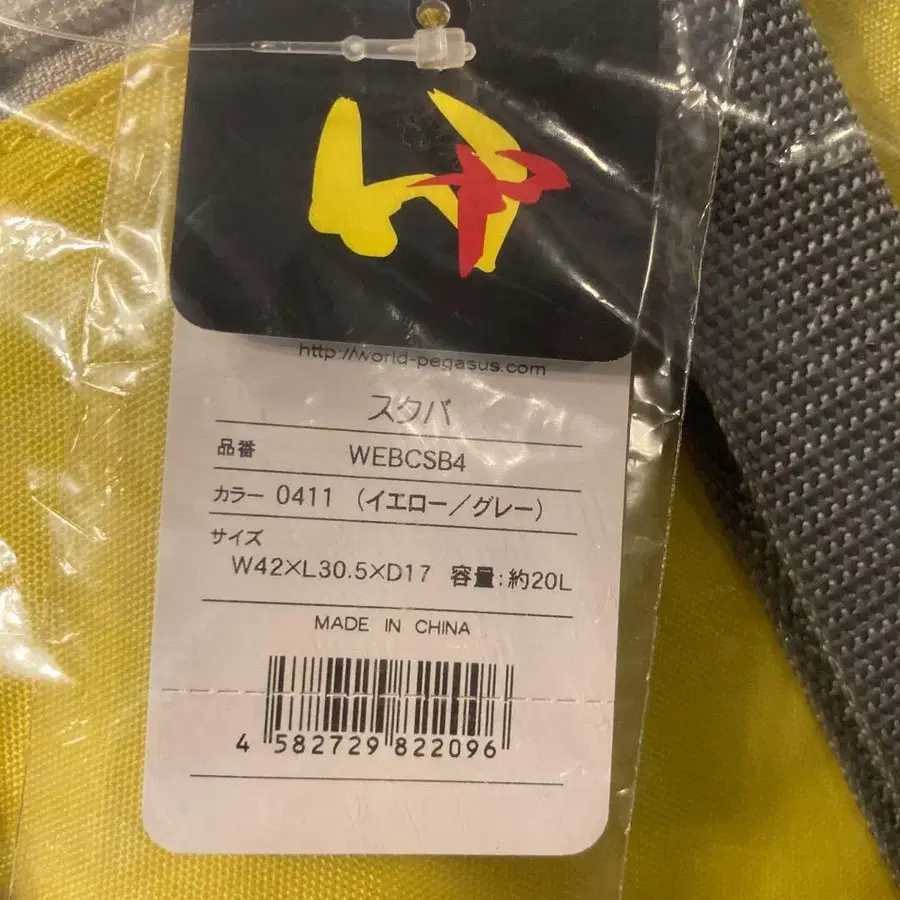 http://world-pegasus.com
スタバ
品番 WEBCSB4
カラー 0411 （イエロー／グレー）
サイズ
W42×L30.5×D17 容量:約20L
MADE IN CHINA
4 582729 822096